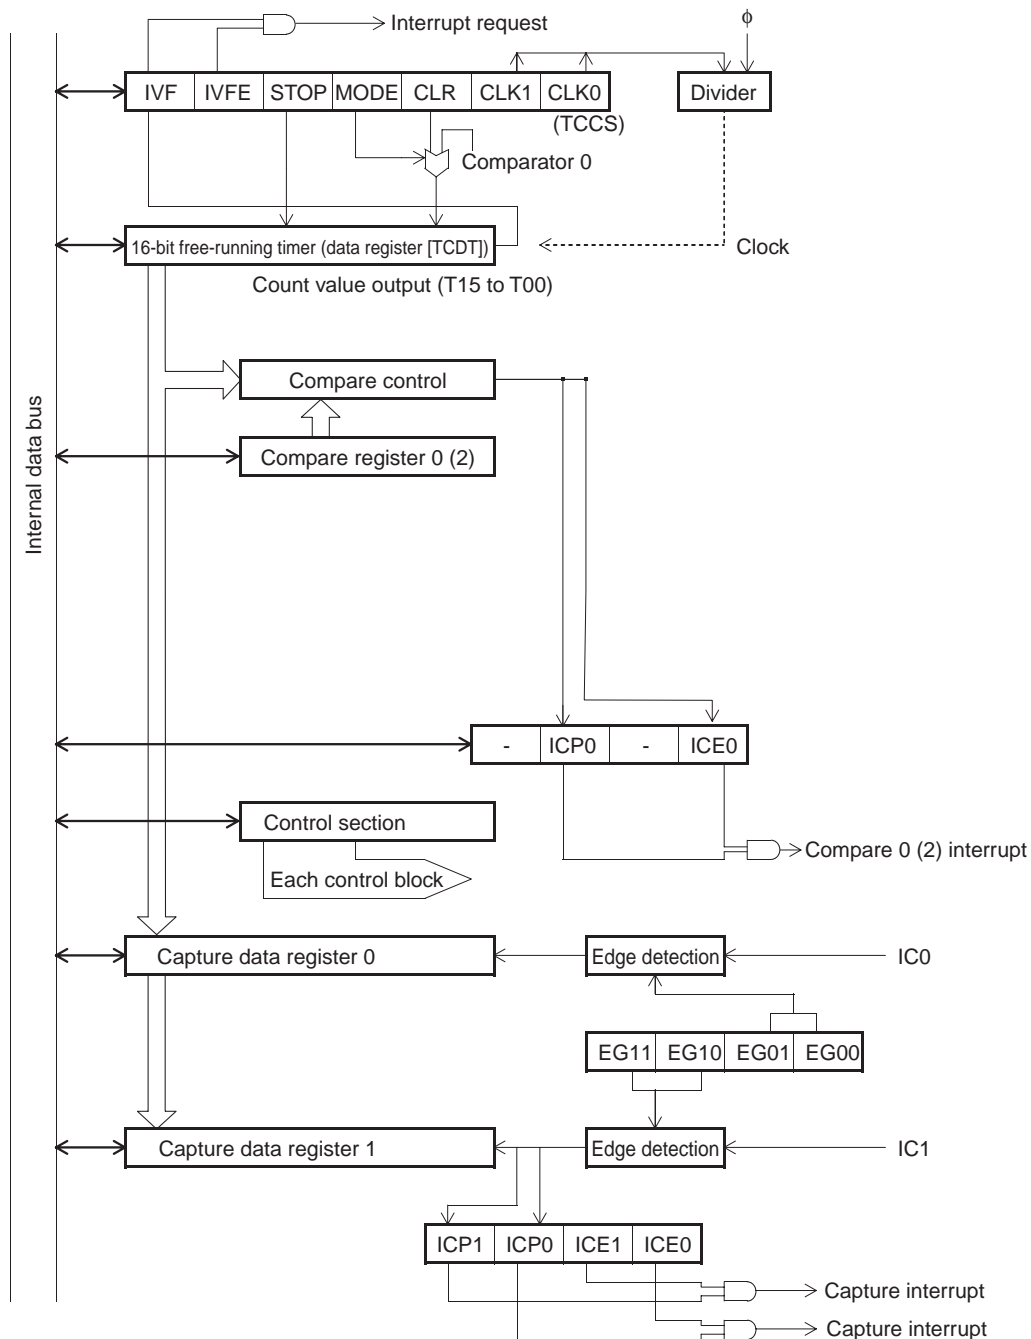 Interrupt request
ϕ
IVF IVFE STOP MODE CLR CLK1 CLK0
Divider
(TCCS)
Comparator 0
16-bit free-running timer (data register [TCDT])
Clock
Count value output (T15 to T00)
Compare control
Internal data bus
Compare register 0 (2)
- ICP0 - ICE0
Control section
Compare 0 (2) interrupt
Each control block
Capture data register 0
Edge detection
IC0
EG11 EG10 EG01 EG00
Capture data register 1
Edge detection
IC1
ICP1 ICP0 ICE1 ICE0
Capture interrupt
Capture interrupt